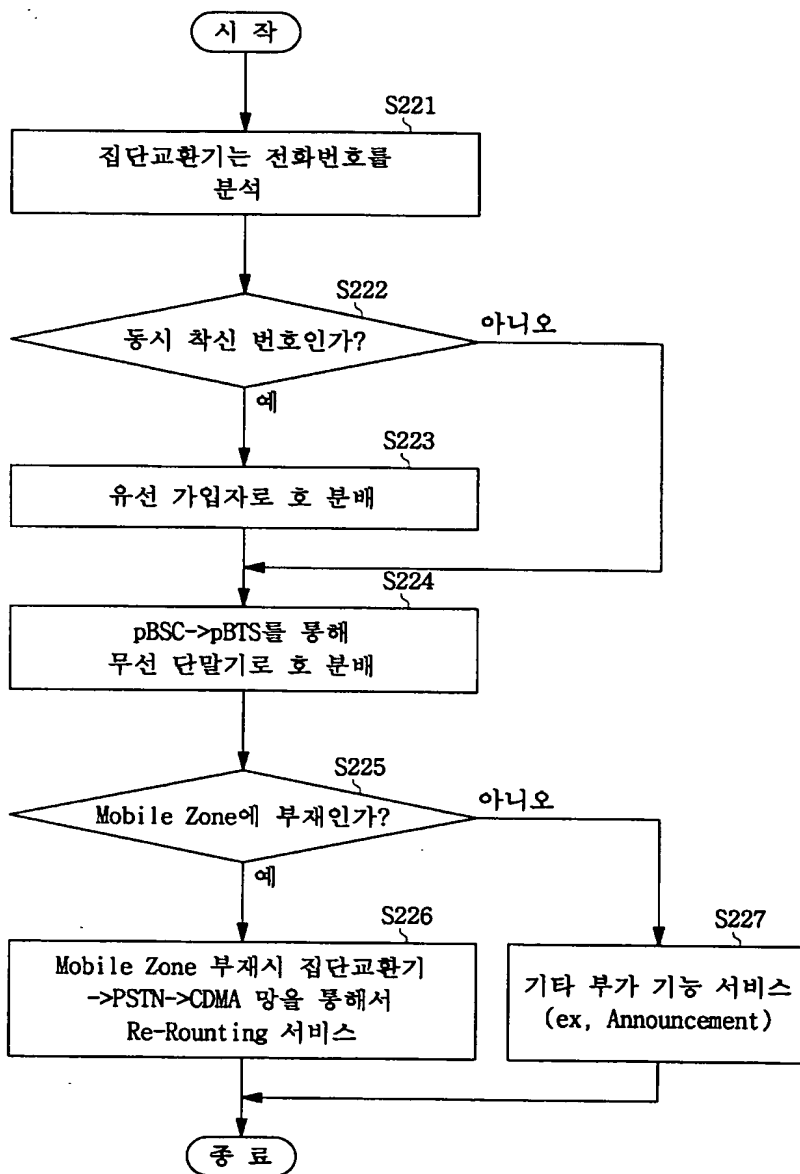 시 작
S221
집단교환기는 전화번호를
분석
S222
동시 착신 번호인가?
아니오
예
S223
유선 가입자로 호 분배
S224
pBSC->pBTS를 통해
무선 단말기로 호 분배
S225
Mobile Zone에 부재인가?
아니오
예
S226
Mobile Zone 부재시 집단교환기
->PSTN->CDMA 망을 통해서
Re-Rounting 서비스
S227
기타 부가 기능 서비스
(ex, Announcement)
종 료